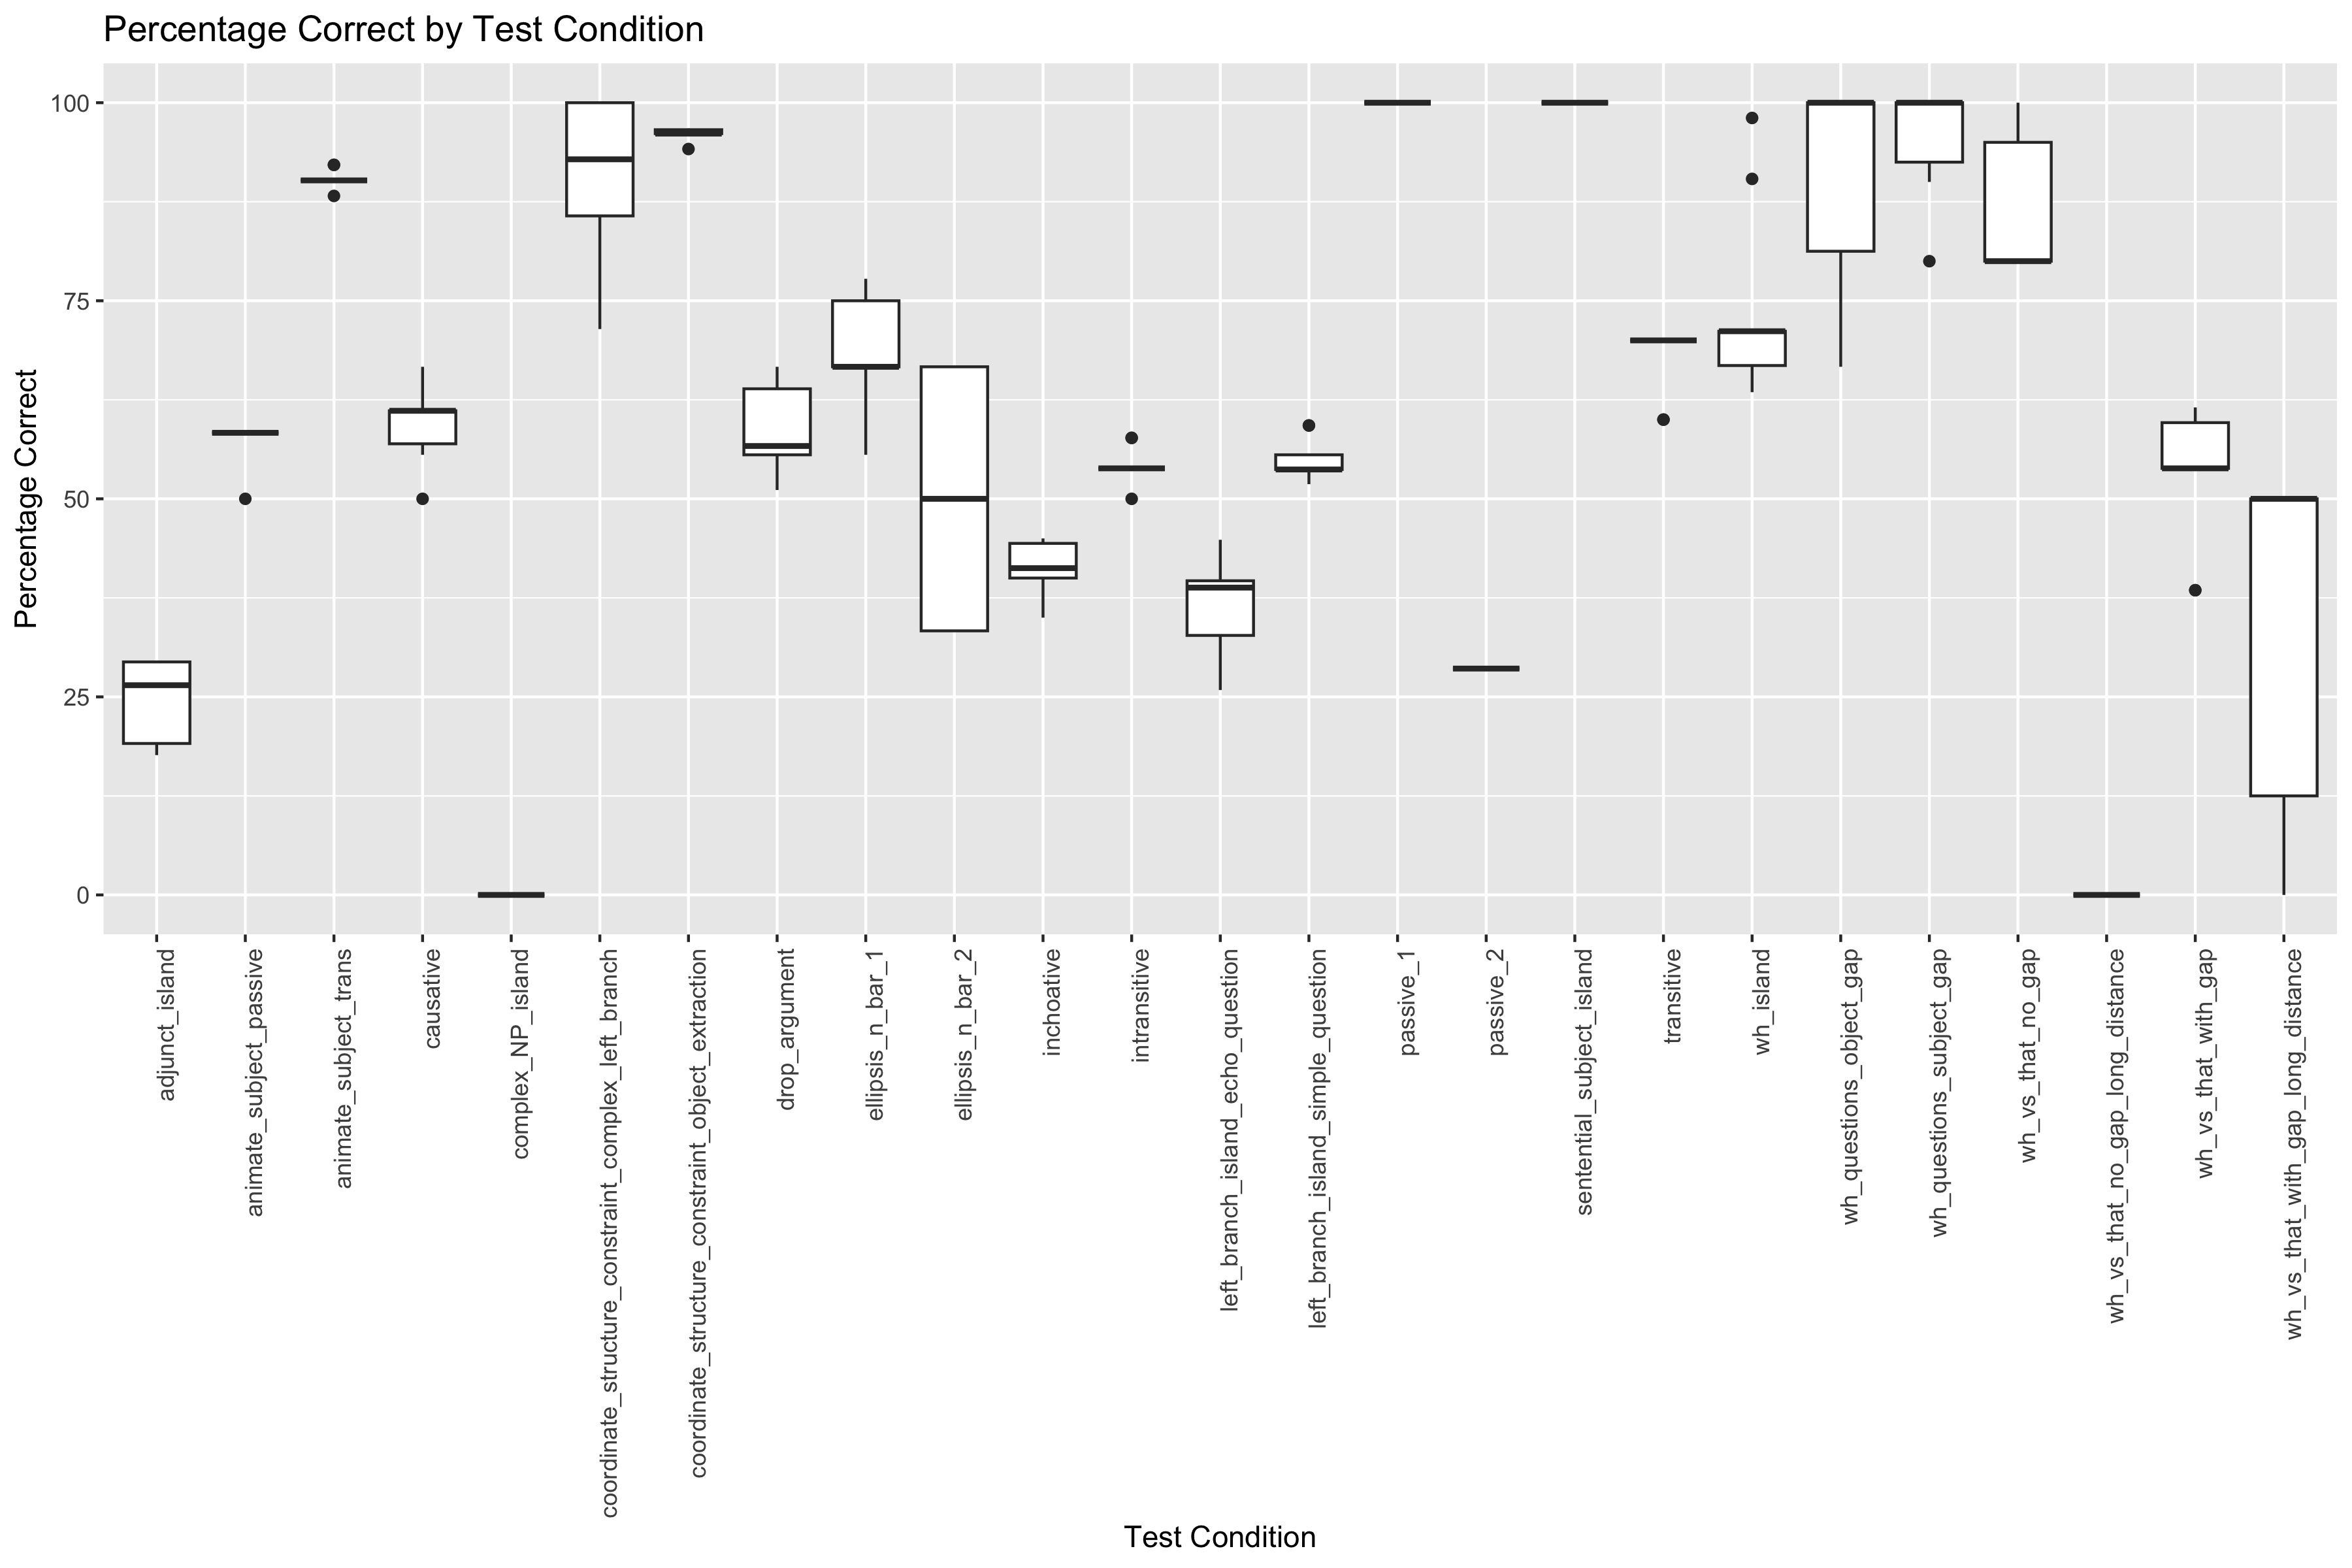 Percentage Correct by Test Condition
Percentage Correct
100
75
50
25
0
adjunct_island
animate_subject_passive
animate_subject_trans
causative
complex_NP_island
coordinate_structure_constraint_complex_left_branch
coordinate_structure_constraint_object_extraction
drop_argument
ellipsis_n_bar_1
ellipsis_n_bar_2
inchoative
intransitive
left_branch_island_echo_question
left_branch_island_simple_question
passive_1
passive_2
sentential_subject_island
transitive
wh_island
wh_questions_object_gap
wh_questions_subject_gap
wh_vs_that_no_gap
wh_vs_that_no_gap_long_distance
wh_vs_that_with_gap
wh_vs_that_with_gap_long_distance
Test Condition